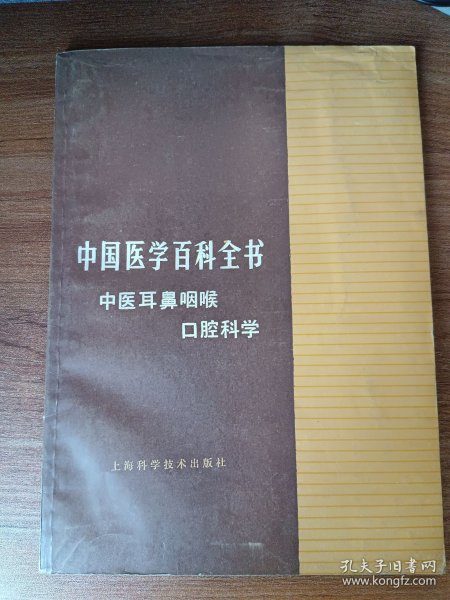 中国医学百科全书
中医耳鼻咽喉
口腔科学
上海科学技术出版社
孔夫子旧书网
www.kongfz.com